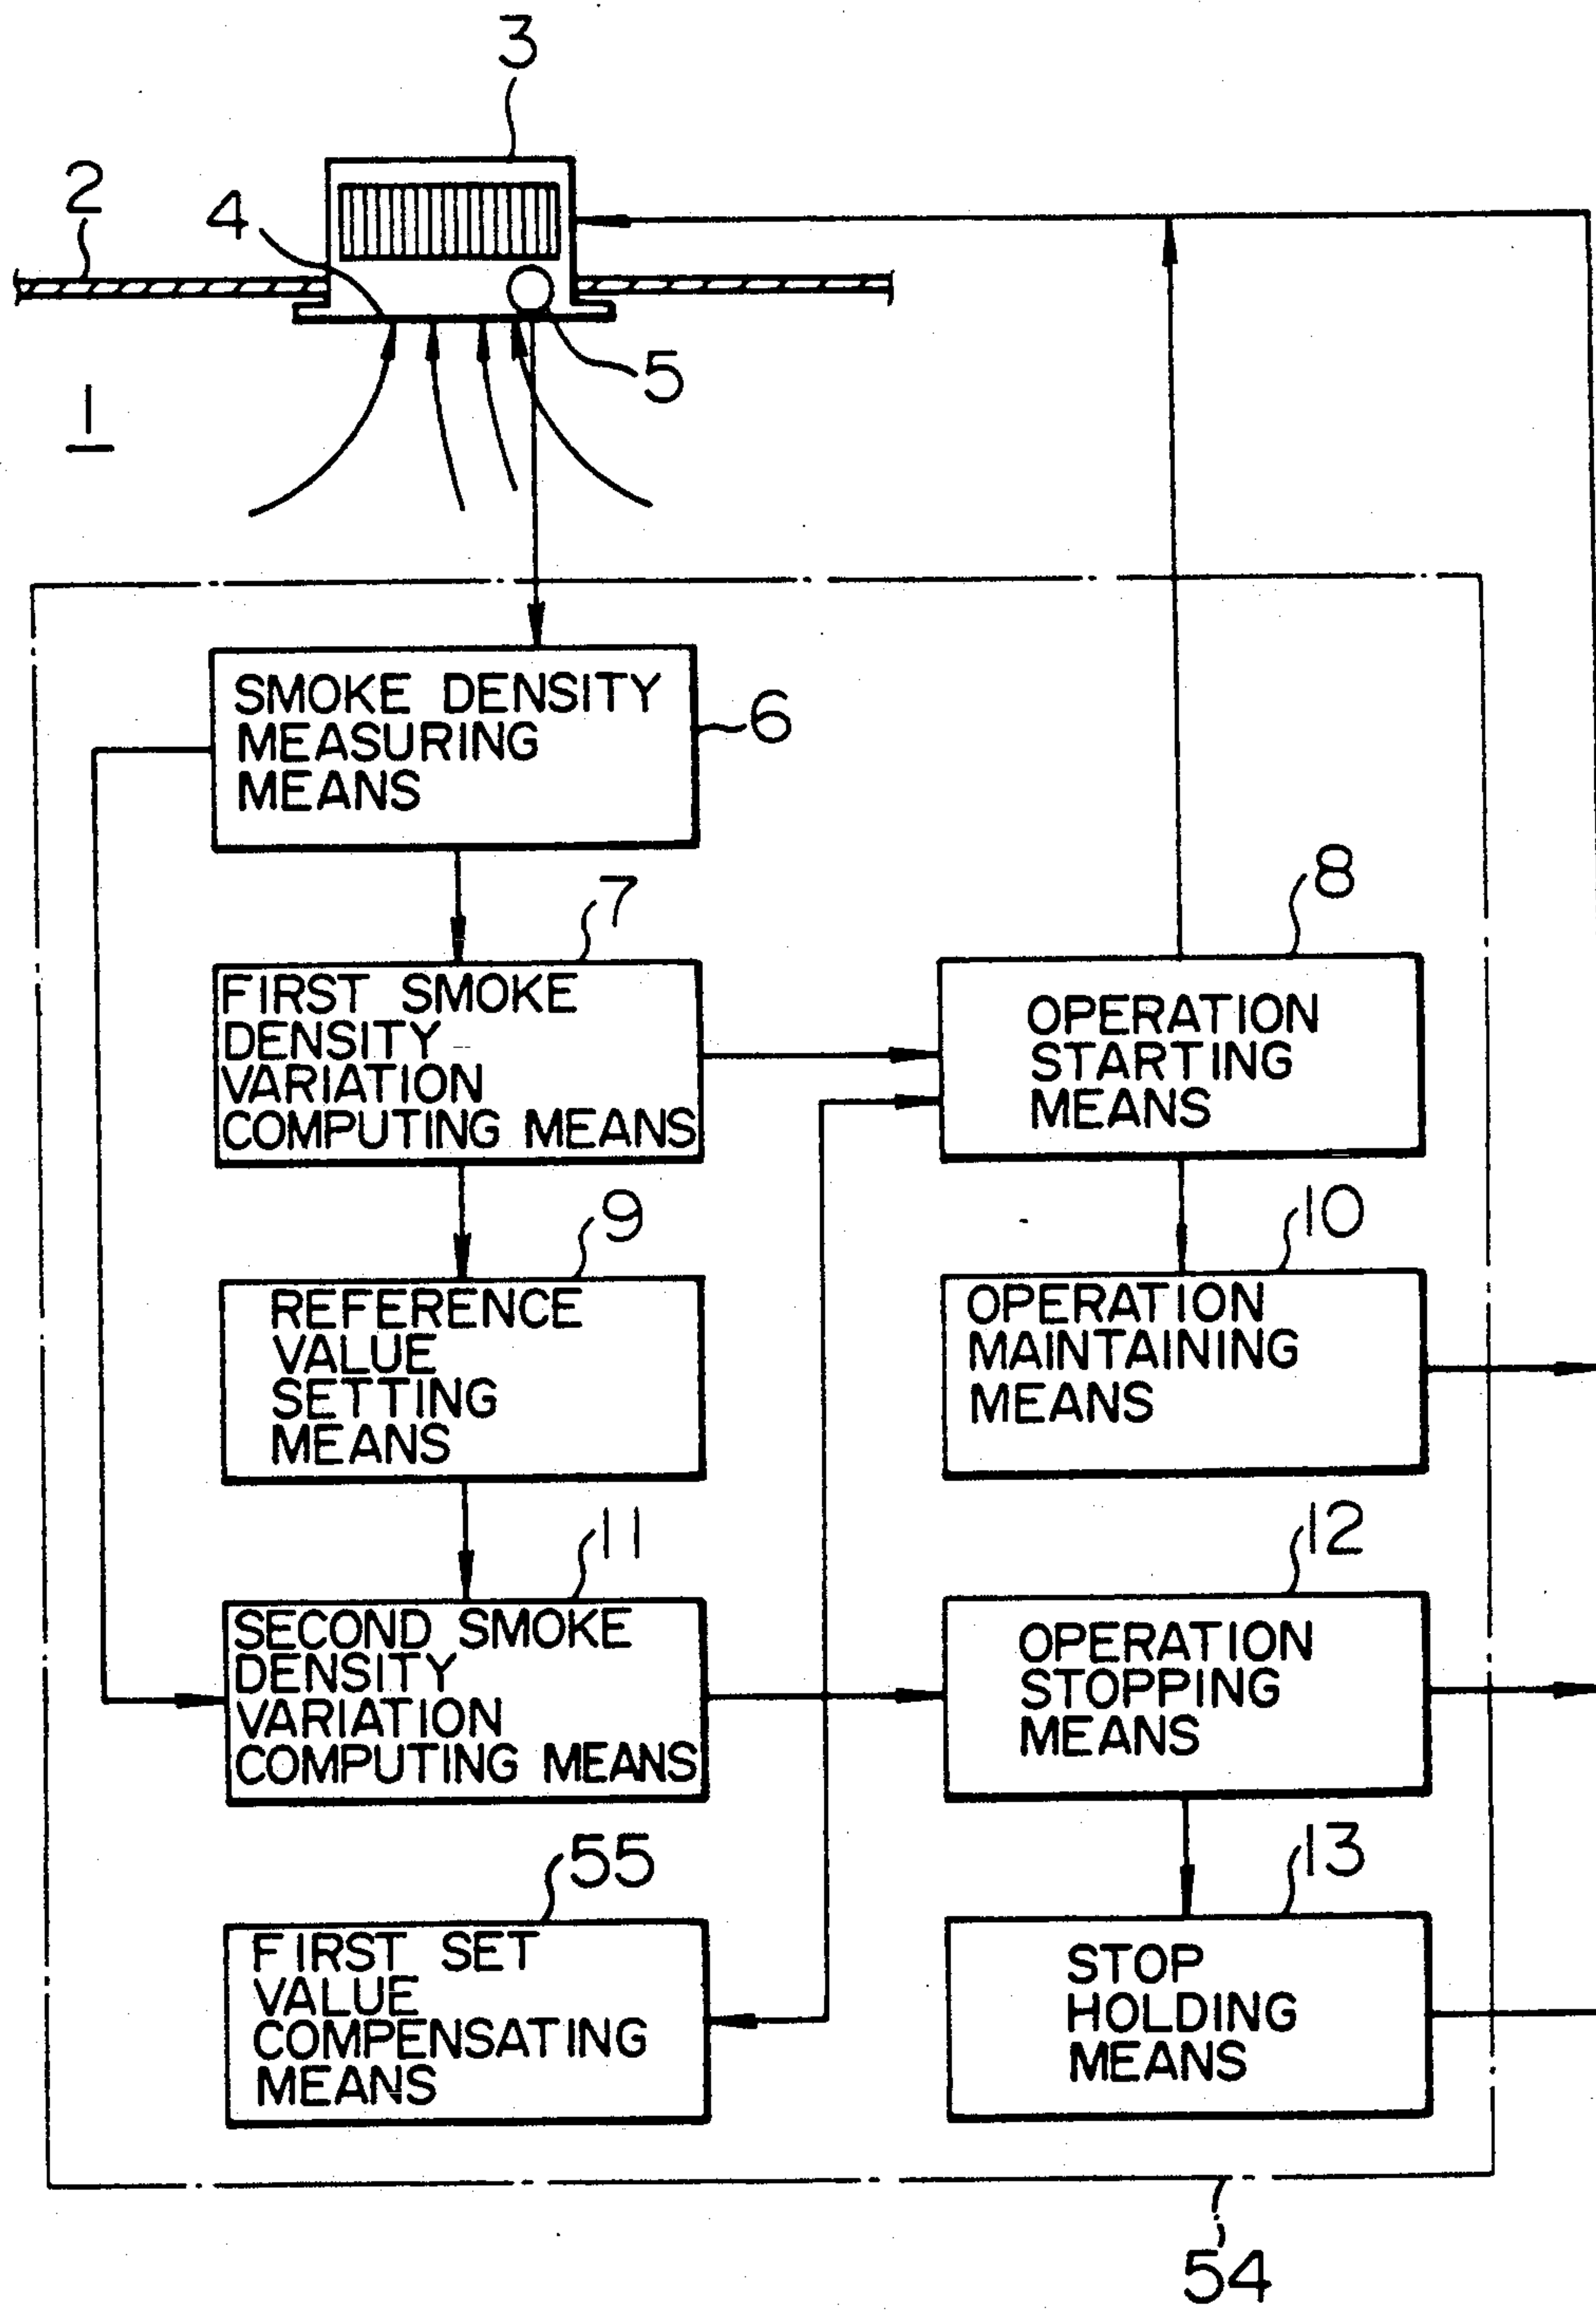 3
2
4
5
1
SMOKE DENSITY
MEASURING
MEANS
6
7
FIRST SMOKE
DENSITY
VARIATION
COMPUTING MEANS
8
OPERATION
STARTING
MEANS
9
REFERENCE
VALUE
SETTING
MEANS
10
OPERATION
MAINTAINING
MEANS
11
SECOND SMOKE
DENSITY
VARIATION
COMPUTING MEANS
12
OPERATION
STOPPING
MEANS
55
FIRST SET
VALUE
COMPENSATING
MEANS
13
STOP
HOLDING
MEANS
54